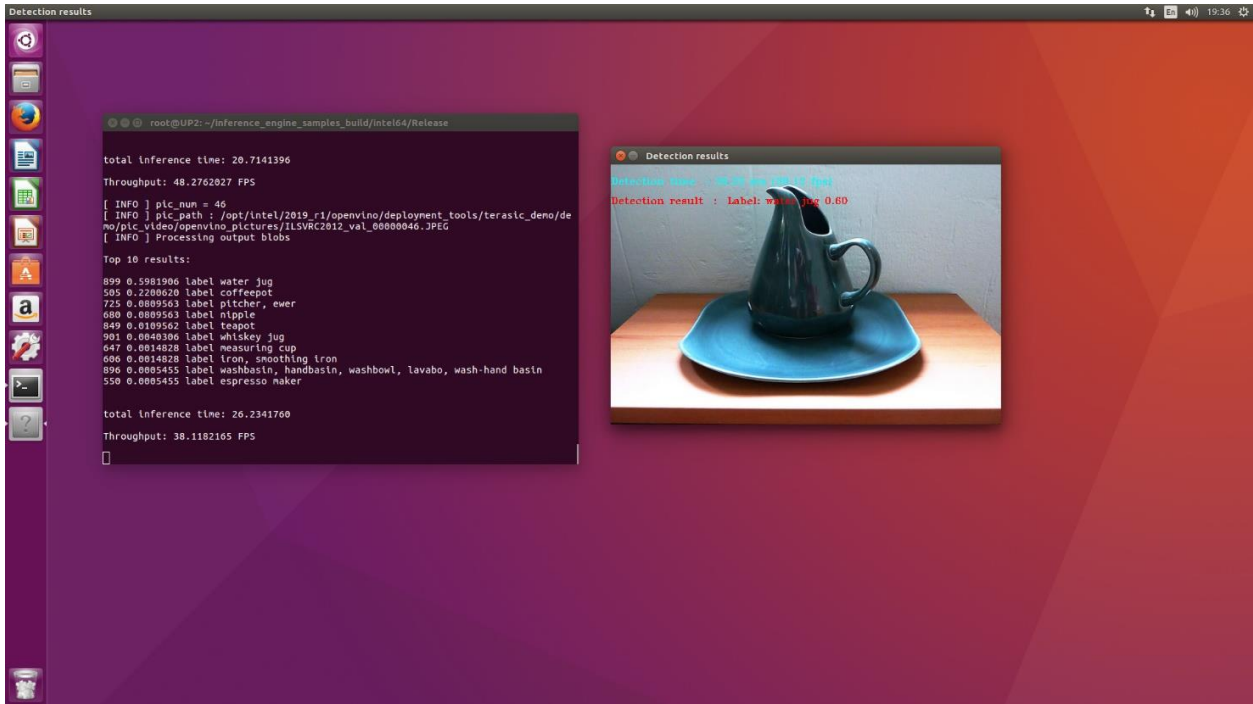 Detection results
En
19:36
root@UP2: ~/inference_engine_samples_build/intel64/Release
total inference time: 20.7141396
Throughput: 48.2762027 FPS
[ INFO ] pic_num = 46
[ INFO ] pic_path : /opt/intel/2019_r1/openvino/deployment_tools/terasic_demo/de
mo/pic_video/openvino_pictures/ILSVRC2012_val_00000046.JPEG
[ INFO ] Processing output blobs
Top 10 results:
899 0.5981906 label water jug
505 0.2200620 label coffeepot
725 0.0809563 label pitcher, ewer
680 0.0809563 label nipple
849 0.0109562 label teapot
901 0.0040306 label whiskey jug
647 0.0014828 label measuring cup
606 0.0014828 label iron, smoothing iron
896 0.0005455 label washbasin, handbasin, washbowl, lavabo, wash-hand basin
550 0.0005455 label espresso maker
total inference time: 26.2341760
Throughput: 38.1182165 FPS
Detection results
Detection time :
Detection result : Label: water jug 0.60